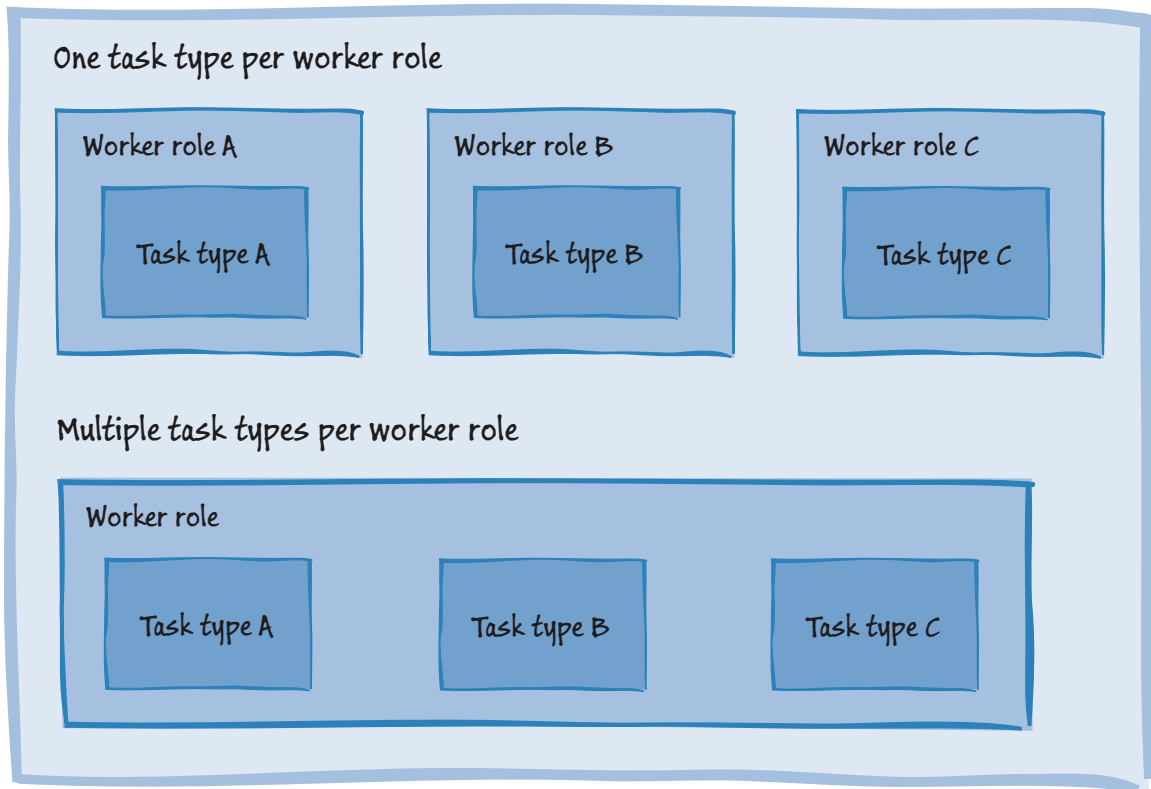 One task type per worker role
Worker role A
Worker role B
Worker role C
Task type A
Task type B
Task type C
Multiple task types per worker role
Worker role
Task type A
Task type B
Task type C